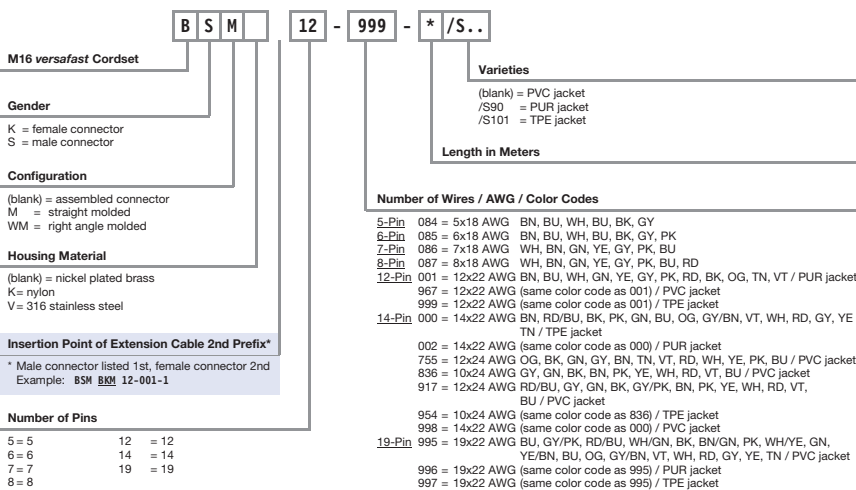 B S M 12 - 999 - * /S..
M16 versafast Cordset
Gender
K = female connector
S = male connector
Configuration
(blank) = assembled connector
M = straight molded
WM = right angle molded
Housing Material
(blank) = nickel plated brass
K= nylon
V= 316 stainless steel
Insertion Point of Extension Cable 2nd Prefix*
* Male connector listed 1st, female connector 2nd
Example: BSM BKM 12-001-1
Number of Pins
5 = 5 12 = 12
6 = 6 14 = 14
7 = 7 19 = 19
8 = 8
Varieties
(blank) = PVC jacket
/S90 = PUR jacket
/S101 = TPE jacket
Length in Meters
Number of Wires / AWG / Color Codes
5-Pin 084 = 5x18 AWG BN, BU, WH, BU, BK, GY
6-Pin 085 = 6x18 AWG BN, BU, WH, BU, BK, GY, PK
7-Pin 086 = 7x18 AWG WH, BN, GN, YE, GY, PK, BU
8-Pin 087 = 8x18 AWG WH, BN, GN, YE, GY, PK, BU, RD
12-Pin 001 = 12x22 AWG BN, BU, WH, GN, YE, GY, PK, RD, BK, OG, TN, VT / PUR jacket
967 = 12x22 AWG (same color code as 001) / PVC jacket
999 = 12x22 AWG (same color code as 001) / TPE jacket
14-Pin 000 = 14x22 AWG BN, RD/BU, BK, PK, GN, BU, OG, GY/BN, VT, WH, RD, GY, YE
TN / TPE jacket
002 = 14x22 AWG (same color code as 000) / PUR jacket
755 = 12x24 AWG OG, BK, GN, GY, BN, TN, VT, RD, WH, YE, PK, BU / PVC jacket
836 = 10x24 AWG GY, GN, BK, BN, PK, YE, WH, RD, VT, BU / PVC jacket
917 = 12x24 AWG RD/BU, GY, GN, BK, GY/PK, BN, PK, YE, WH, RD, VT,
BU / PVC jacket
954 = 10x24 AWG (same color code as 836) / TPE jacket
998 = 14x22 AWG (same color code as 000) / PVC jacket
19-Pin 995 = 19x22 AWG BU, GY/PK, RD/BU, WH/GN, BK, BN/GN, PK, WH/YE, GN,
YE/BN, BU, OG, GY/BN, VT, WH, RD, GY, YE, TN / PVC jacket
996 = 19x22 AWG (same color code as 995) / PUR jacket
997 = 19x22 AWG (same color code as 995) / TPE jacket